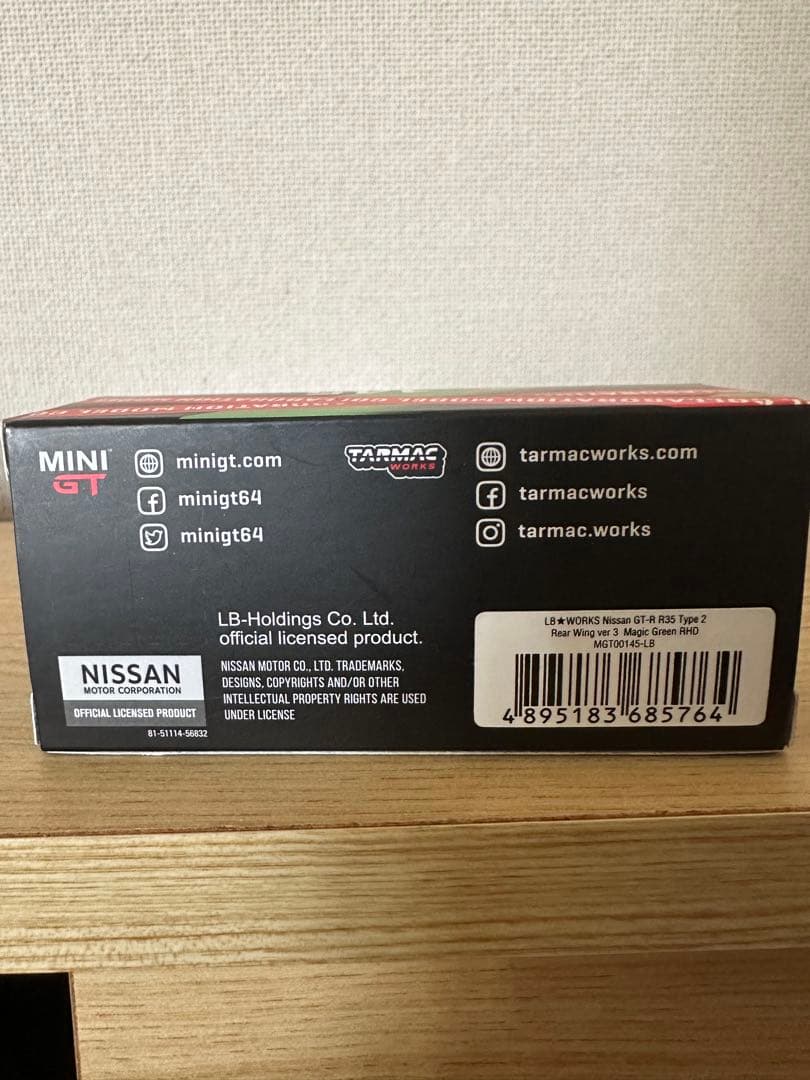 COLLABORATION MODEL
MINI GT
minigt.com
minigt64
minigt64
TARMAC
WORKS
tarmacworks.com
tarmacworks
tarmac.works
LB-Holdings Co. Ltd.
official licensed product.
NISSAN
MOTOR CORPORATION
OFFICIAL LICENSED PRODUCT
81-51114-56832
NISSAN MOTOR CO., LTD. TRADEMARKS,
DESIGNS, COPYRIGHTS AND/OR OTHER
INTELLECTUAL PROPERTY RIGHTS ARE USED
UNDER LICENSE
LB★WORKS Nissan GT-R R35 Type 2
Rear Wing ver 3 Magic Green RHD
MGT00145-LB
4 895183 685764